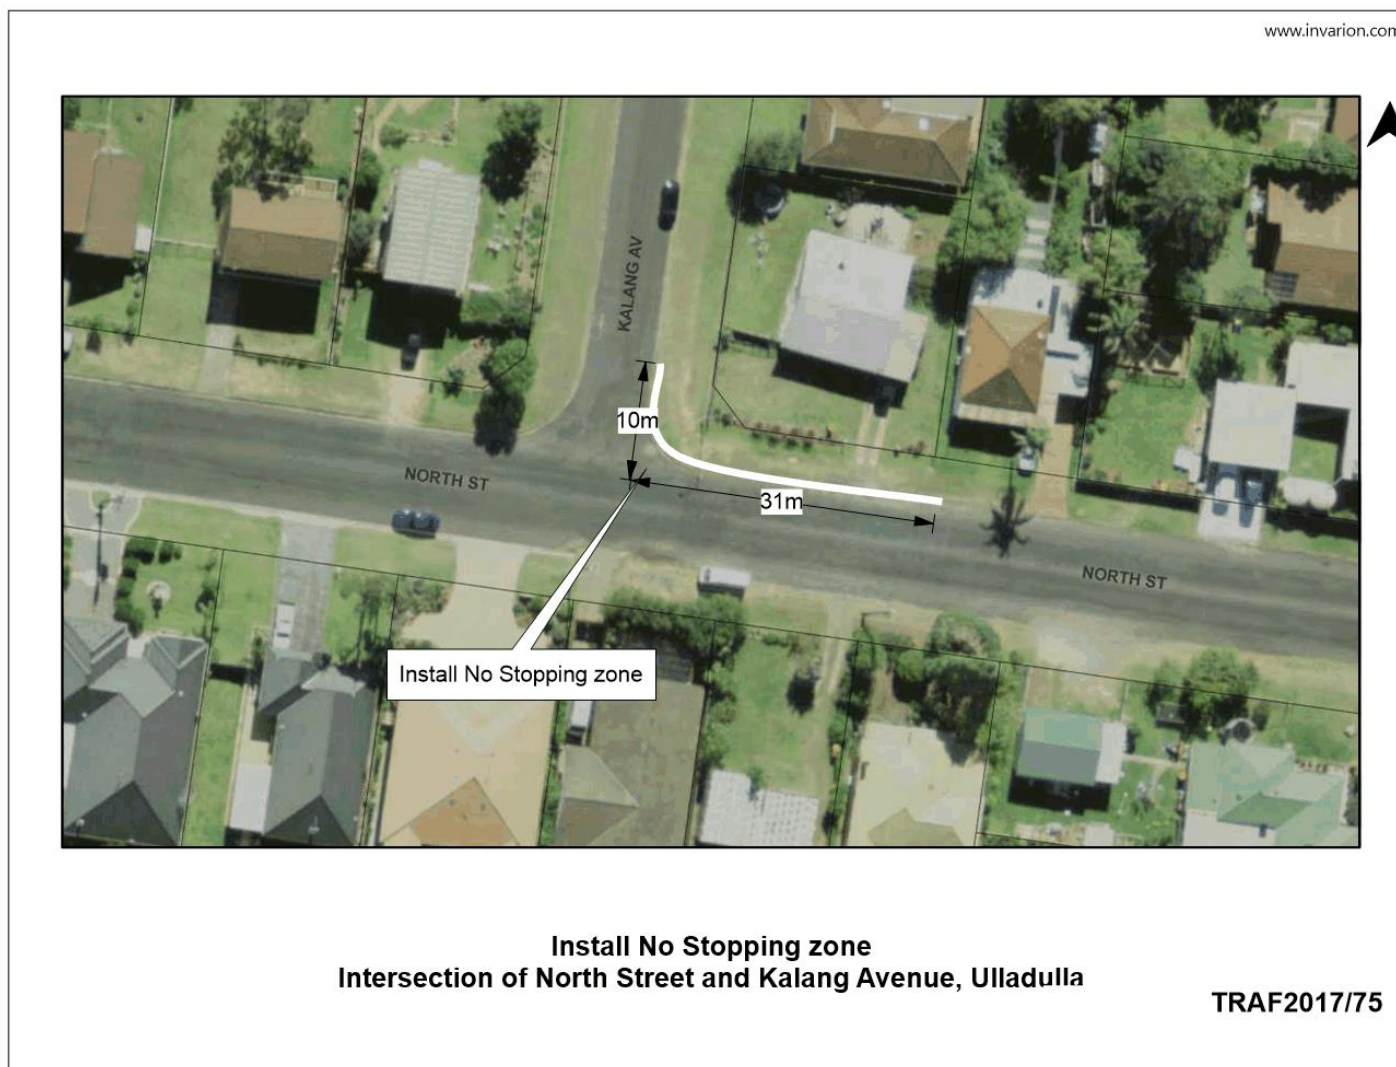 www.invarion.com
KALANG AV
10m
NORTH ST
31m
NORTH ST
Install No Stopping zone
Install No Stopping zone
Intersection of North Street and Kalang Avenue, Ulladulla
TRAF2017/75